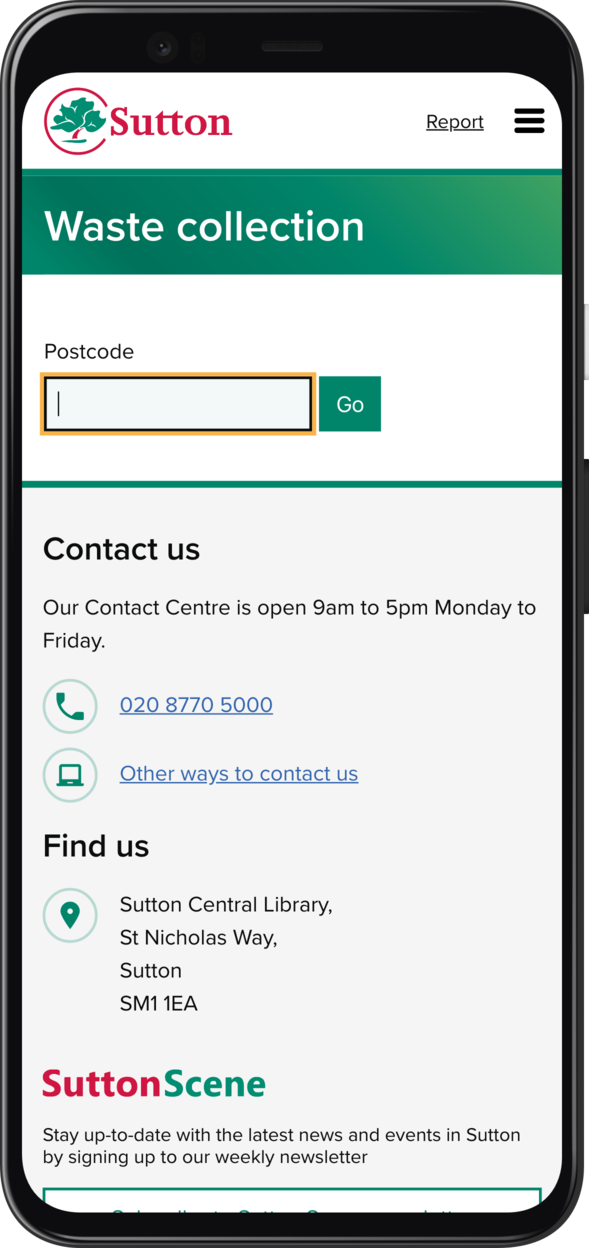 Sutton
Report
Waste collection
Postcode
Go
Contact us
Our Contact Centre is open 9am to 5pm Monday to
Friday.
020 8770 5000
Other ways to contact us
Find us
Sutton Central Library,
St Nicholas Way,
Sutton
SM1 1EA
SuttonScene
Stay up-to-date with the latest news and events in Sutton
by signing up to our weekly newsletter